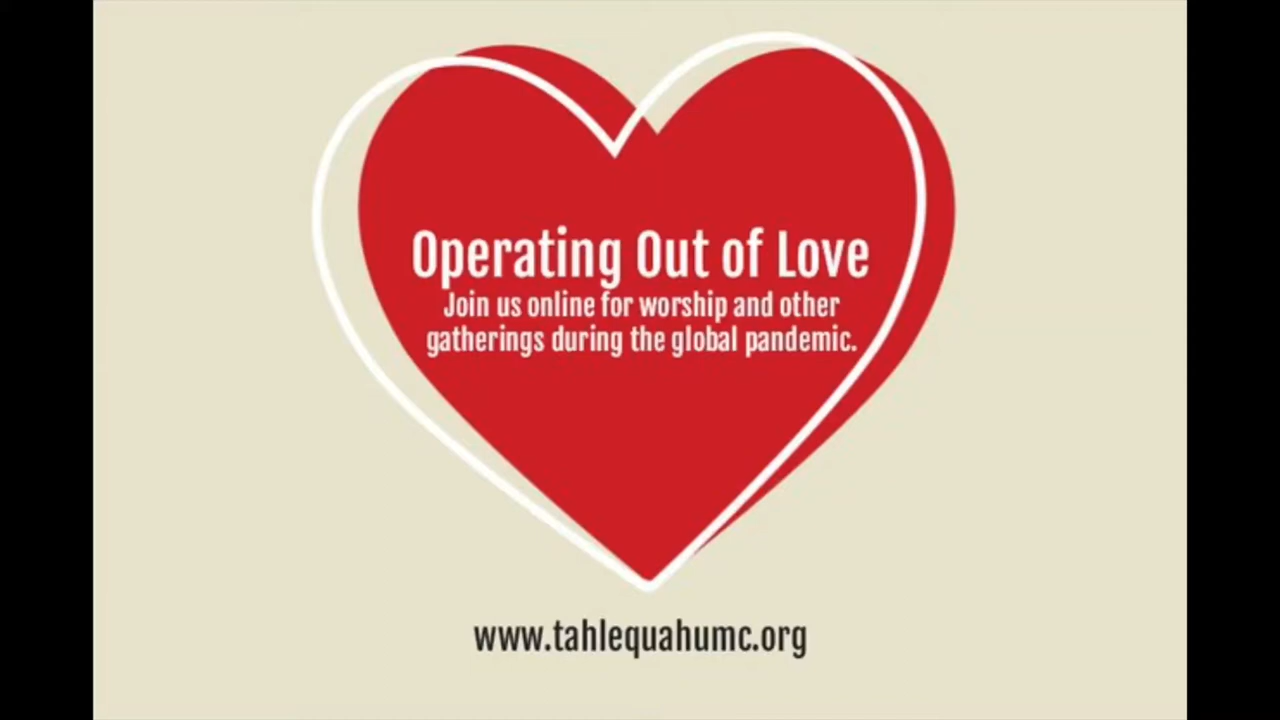 Operating Out of Love
Join us online for worship and other
gatherings during the global pandemic.
www.tahlequahumc.org